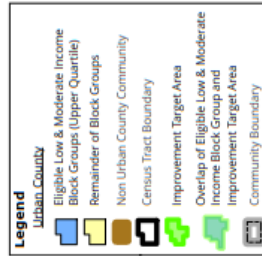 Legend
Urban County
Eligible Low & Moderate Income
Block Groups (Upper Quartile)
Remainder of Block Groups
Non Urban County Community
Census Tract Boundary
Improvement Target Area
Overlap of Eligible Low & Moderate
Income Block Group and
Improvement Target Area
Community Boundary